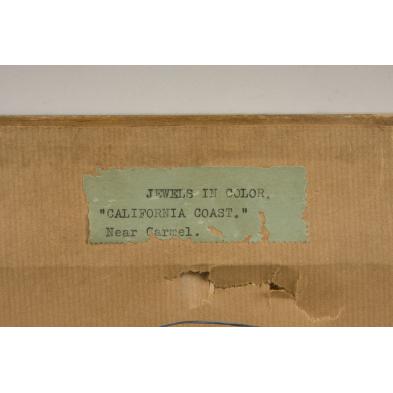 JEWELS IN COLOR.
"CALIFORNIA COAST."
Near Carmel.